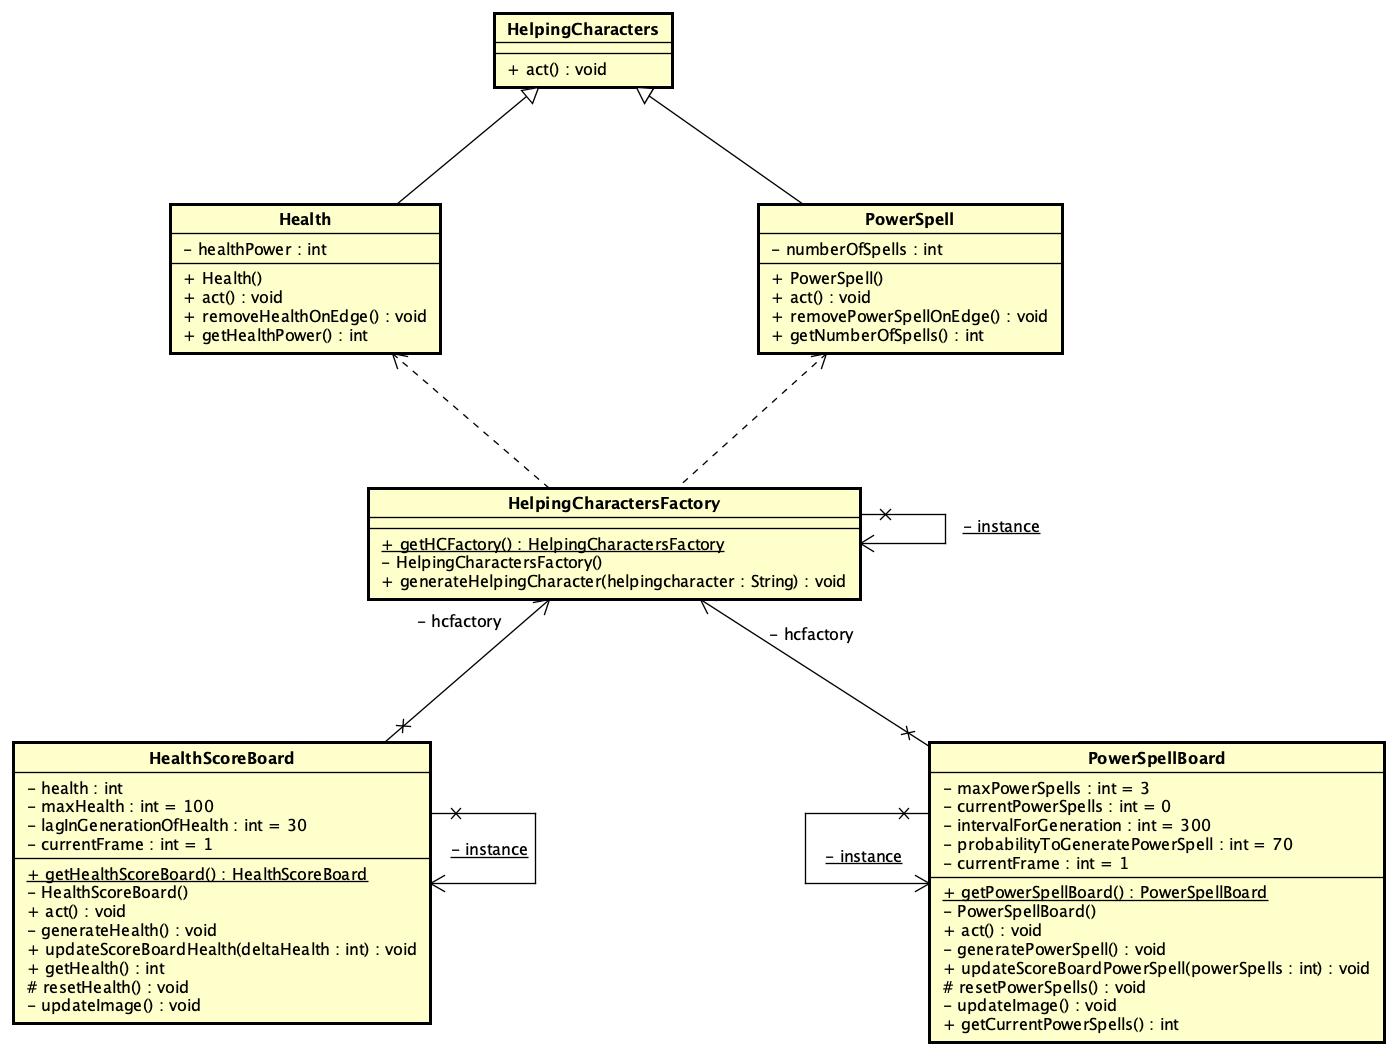 HelpingCharacters
+ act() : void
Health
- healthPower : int
+ Health()
+ act() : void
+ removeHealthOnEdge() : void
+ getHealthPower() : int
PowerSpell
- numberOfSpells : int
+ PowerSpell()
+ act() : void
+ removePowerSpellOnEdge() : void
+ getNumberOfSpells() : int
HelpingCharactersFactory
+ getHCFactory() : HelpingCharactersFactory
- HelpingCharactersFactory()
+ generateHelpingCharacter(helpingcharacter : String) : void
- instance
- hcfactory
- hcfactory
HealthScoreBoard
- health : int
- maxHealth : int = 100
- lagInGenerationOfHealth : int = 30
- currentFrame : int = 1
+ getHealthScoreBoard() : HealthScoreBoard
- HealthScoreBoard()
+ act() : void
- generateHealth() : void
+ updateScoreBoardHealth(deltaHealth : int) : void
+ getHealth() : int
# resetHealth() : void
- updateImage() : void
- instance
- instance
PowerSpellBoard
- maxPowerSpells : int = 3
- currentPowerSpells : int = 0
- intervalForGeneration : int = 300
- probabilityToGeneratePowerSpell : int = 70
- currentFrame : int = 1
+ getPowerSpellBoard() : PowerSpellBoard
- PowerSpellBoard()
+ act() : void
- generatePowerSpell() : void
+ updateScoreBoardPowerSpell(powerSpells : int) : void
# resetPowerSpells() : void
- updateImage() : void
+ getCurrentPowerSpells() : int